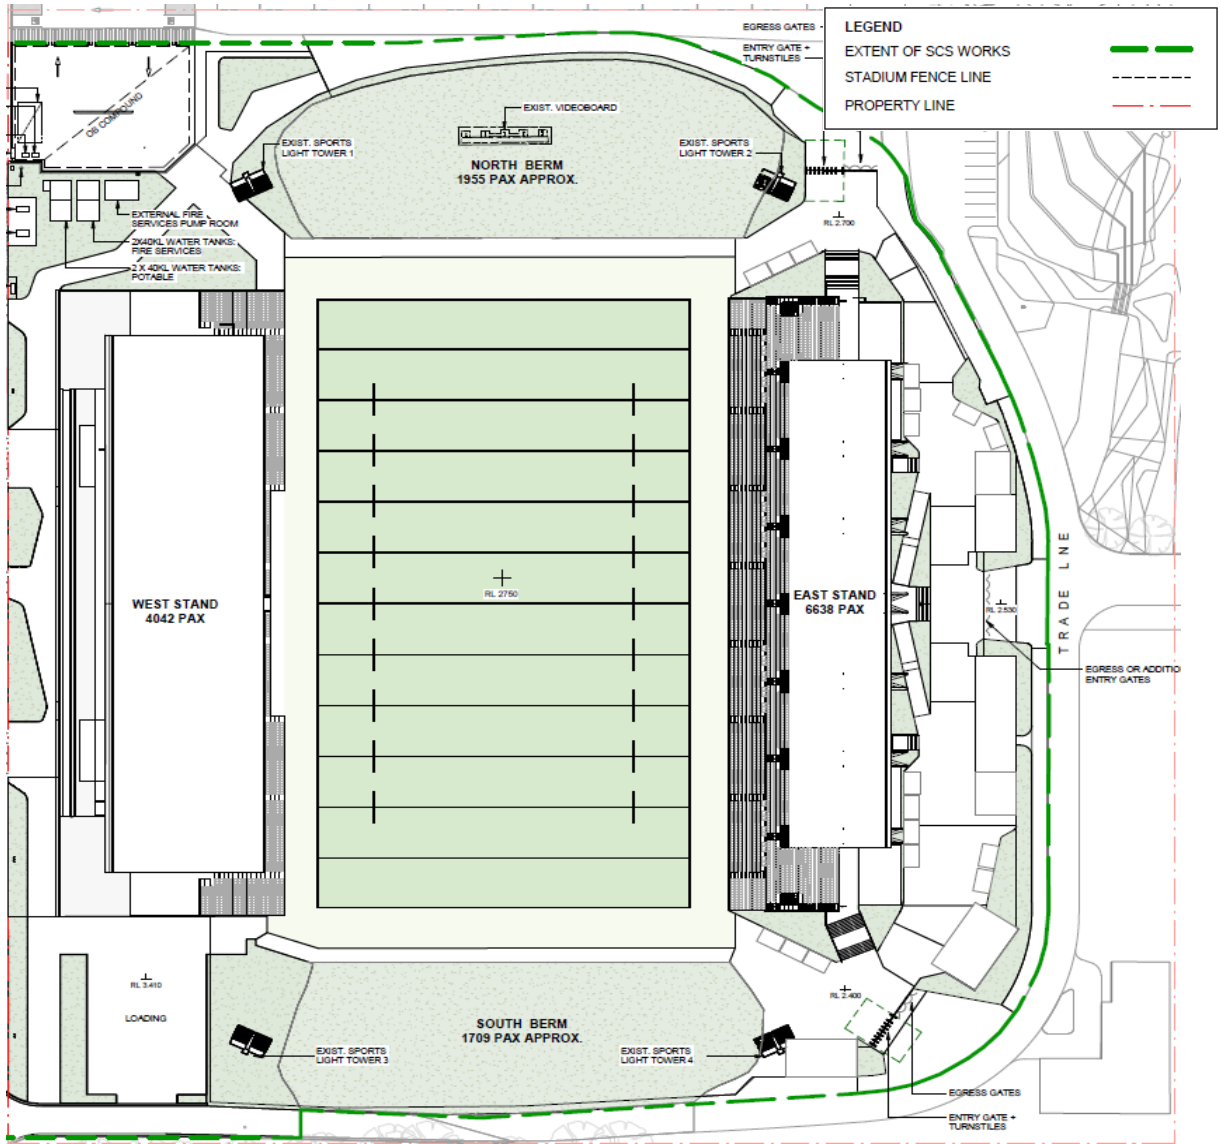 EGRESS GATES
ENTRY GATE +
TURNSTILES
LEGEND
EXTENT OF SCS WORKS
STADIUM FENCE LINE
PROPERTY LINE
OB COMPOUND
EXIST. VIDEOBOARD
EXIST. SPORTS
LIGHT TOWER 1
EXIST. SPORTS
LIGHT TOWER 2
NORTH BERM
1955 PAX APPROX.
EXTERNAL FIRE
SERVICES PUMP ROOM
2X40KL WATER TANKS:
FIRE SERVICES
2 X 40KL WATER TANKS:
POTABLE
RL 2.700
WEST STAND
4042 PAX
RL 2750
EAST STAND
6638 PAX
RL 2.530
TRADE LNE
EGRESS OR ADDITIO
ENTRY GATES
RL 3.410
LOADING
RL 2.400
SOUTH BERM
1709 PAX APPROX.
EXIST. SPORTS
LIGHT TOWER 3
EXIST. SPORTS
LIGHT TOWER 4
EGRESS GATES
ENTRY GATE +
TURNSTILES